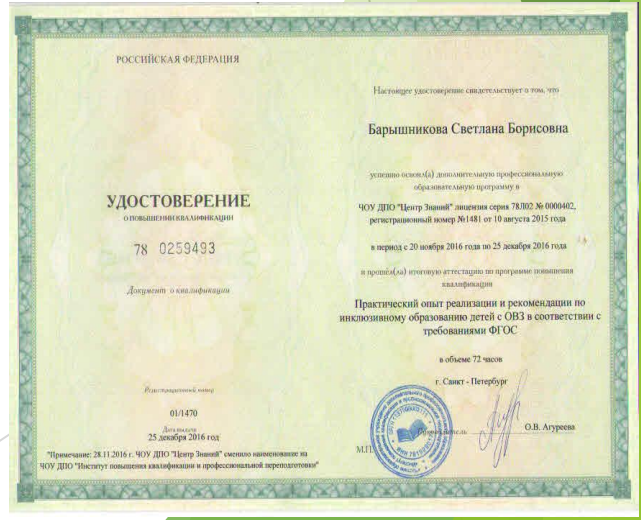 РОССИЙСКАЯ ФЕДЕРАЦИЯ
УДОСТОВЕРЕНИЕ
О ПОВЫШЕНИИ КВАЛИФИКАЦИИ
78 0259493
Документ о квалификации
Регистрационный номер
01/1470
Дата выдачи
25 декабря 2016 год
"Примечание: 28.11.2016 г. ЧОУ ДПО "Центр Знаний" сменило наименование на
ЧОУ ДПО "Институт повышения квалификации и профессиональной переподготовки"
Настоящее удостоверение свидетельствует о том, что
Барышникова Светлана Борисовна
успешно освоил(а) дополнительную профессиональную
образовательную программу в
ЧОУ ДПО "Центр Знаний" лицензия серия 78Л02 № 0000402,
регистрационный номер №1481 от 10 августа 2015 года
в период с 20 ноября 2016 года по 25 декабря 2016 года
и прошёл(ла) итоговую аттестацию по программе повышения
квалификации
Практический опыт реализации и рекомендации по
инклюзивному образованию детей с ОВЗ в соответствии с
требованиями ФГОС
в объеме 72 часов
г. Санкт - Петербург
О.В. Агуреева
М.П.